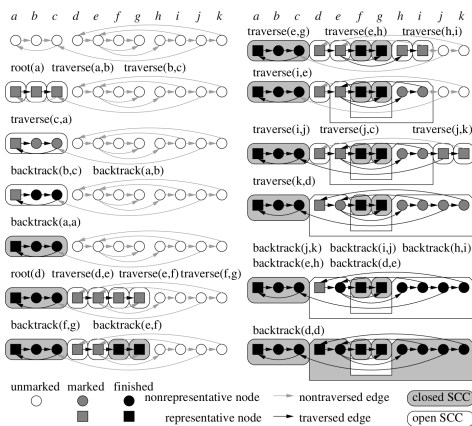 a b c d e f g h i j k
root(a) traverse(a,b) traverse(b,c)
traverse(c,a)
backtrack(b,c) backtrack(a,b)
backtrack(a,a)
root(d) traverse(d,e) traverse(e,f) traverse(f,g)
backtrack(f,g) backtrack(e,f)
a b c d e f g h i j k
traverse(e,g) traverse(e,h) traverse(h,i)
traverse(i,e)
traverse(i,j) traverse(j,c) traverse(j,k)
traverse(k,d)
backtrack(j,k) backtrack(i,j) backtrack(h,i)
backtrack(e,h) backtrack(d,e)
backtrack(d,d)
unmarked marked finished
nonrepresentative node nontraversed edge closed SCC
representative node traversed edge open SCC